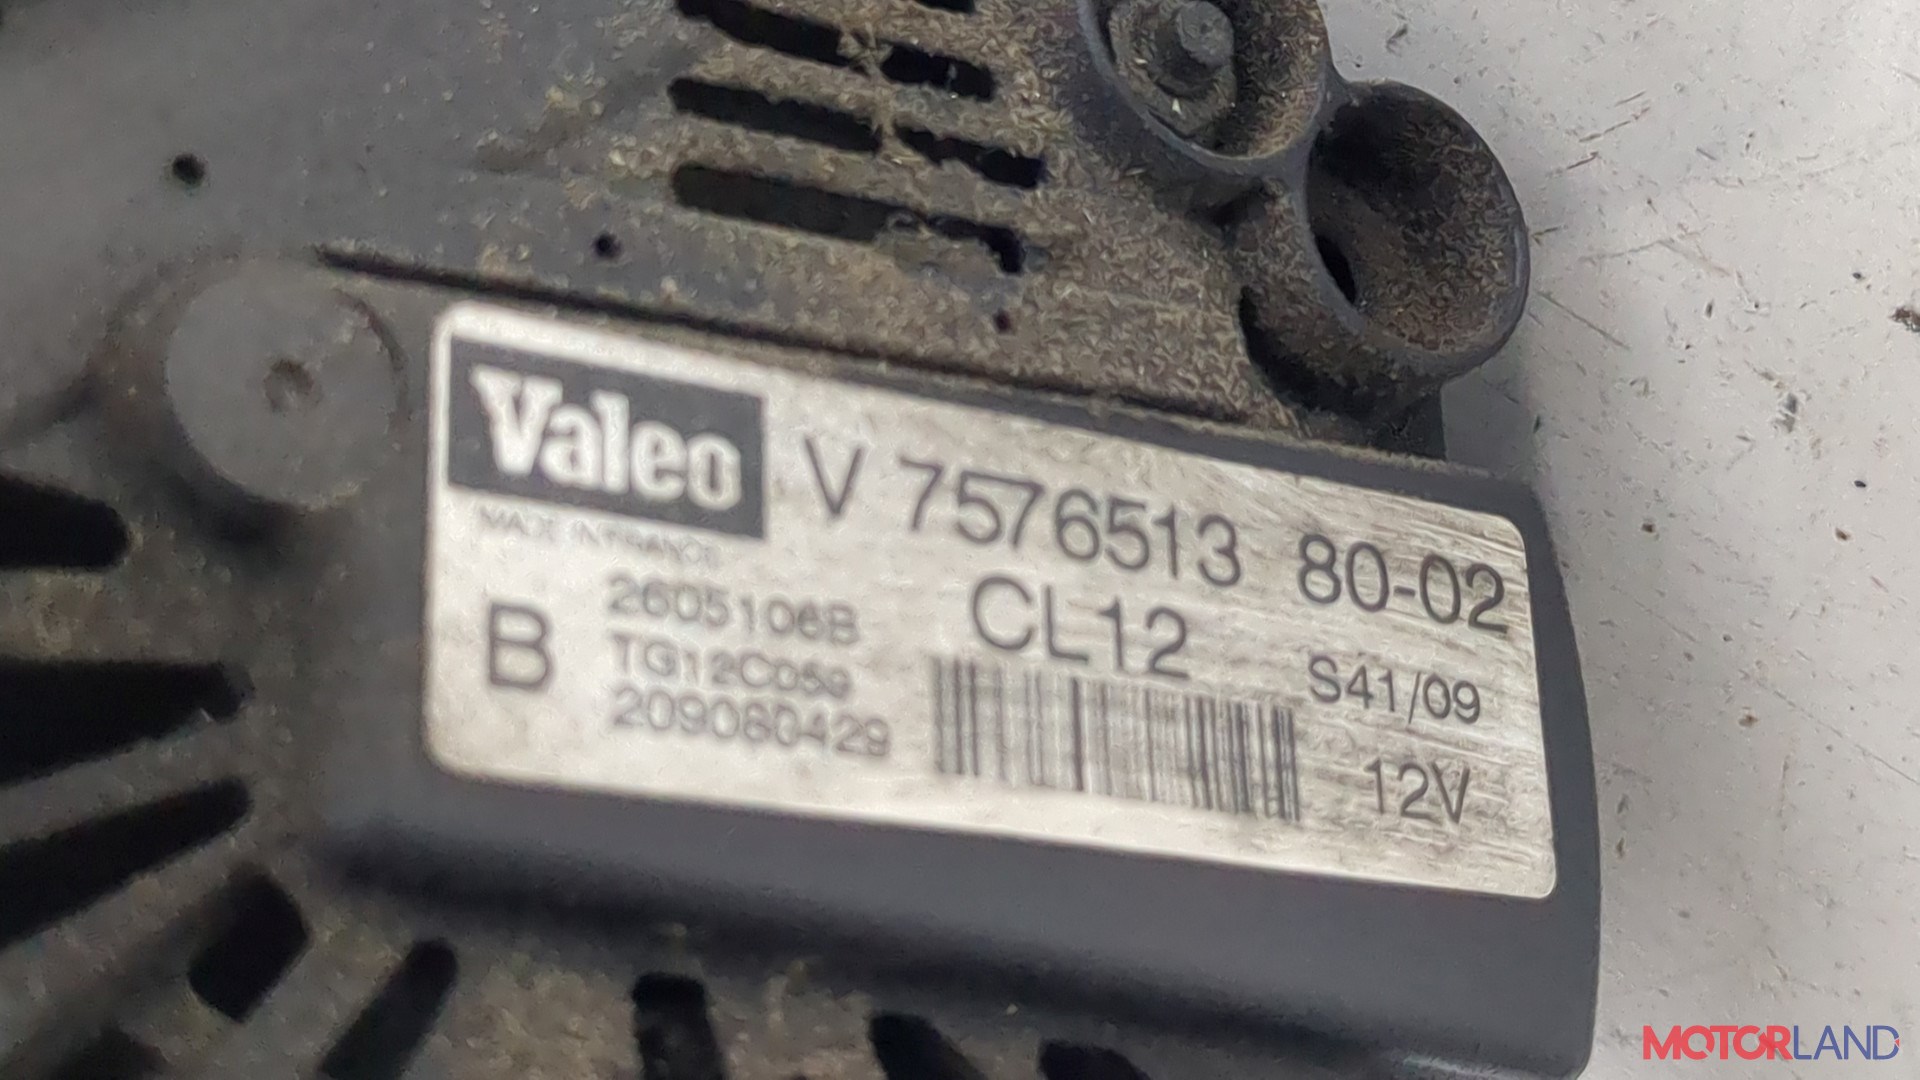 Valeo V 7576513 80-02
MADE IN FRANCE
B 2605106B CL12
TG12C059 S41/09
209060429 12V
MOTORLAND